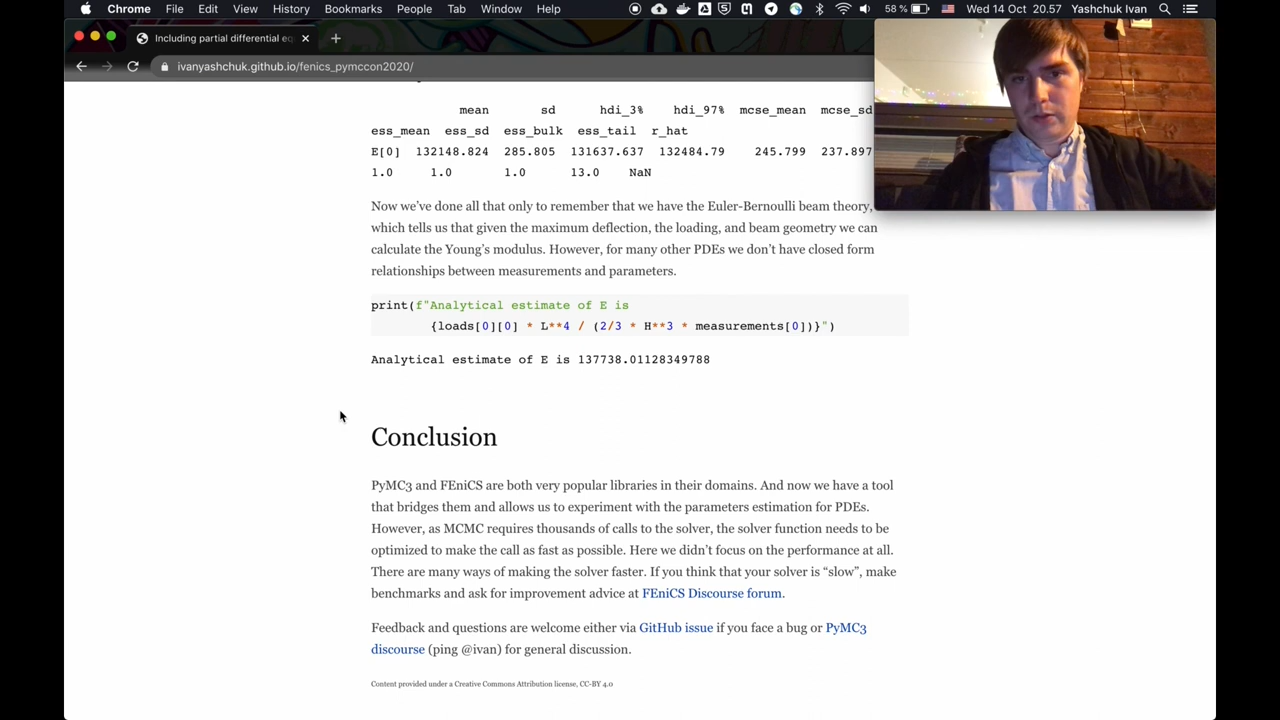 Chrome File Edit View History Bookmarks People Tab Window Help 58 % Wed 14 Oct 20.57 Yashchuk Ivan
Including partial differential eq
ivanyashchuk.github.io/fenics_pymccon2020/
mean sd hdi_3% hdi_97% mcse_mean mcse_sd
ess_mean ess_sd ess_bulk ess_tail r_hat
E[0] 132148.824 285.805 131637.637 132484.79 245.799 237.897
1.0 1.0 1.0 13.0 NaN
Now we’ve done all that only to remember that we have the Euler-Bernoulli beam theory,
which tells us that given the maximum deflection, the loading, and beam geometry we can
calculate the Young’s modulus. However, for many other PDEs we don’t have closed form
relationships between measurements and parameters.
print(f"Analytical estimate of E is
{loads[0][0] * L**4 / (2/3 * H**3 * measurements[0])}")
Analytical estimate of E is 137738.01128349788
Conclusion
PyMC3 and FEniCS are both very popular libraries in their domains. And now we have a tool
that bridges them and allows us to experiment with the parameters estimation for PDEs.
However, as MCMC requires thousands of calls to the solver, the solver function needs to be
optimized to make the call as fast as possible. Here we didn’t focus on the performance at all.
There are many ways of making the solver faster. If you think that your solver is “slow”, make
benchmarks and ask for improvement advice at FEniCS Discourse forum.
Feedback and questions are welcome either via GitHub issue if you face a bug or PyMC3
discourse (ping @ivan) for general discussion.
Content provided under a Creative Commons Attribution license, CC-BY 4.0